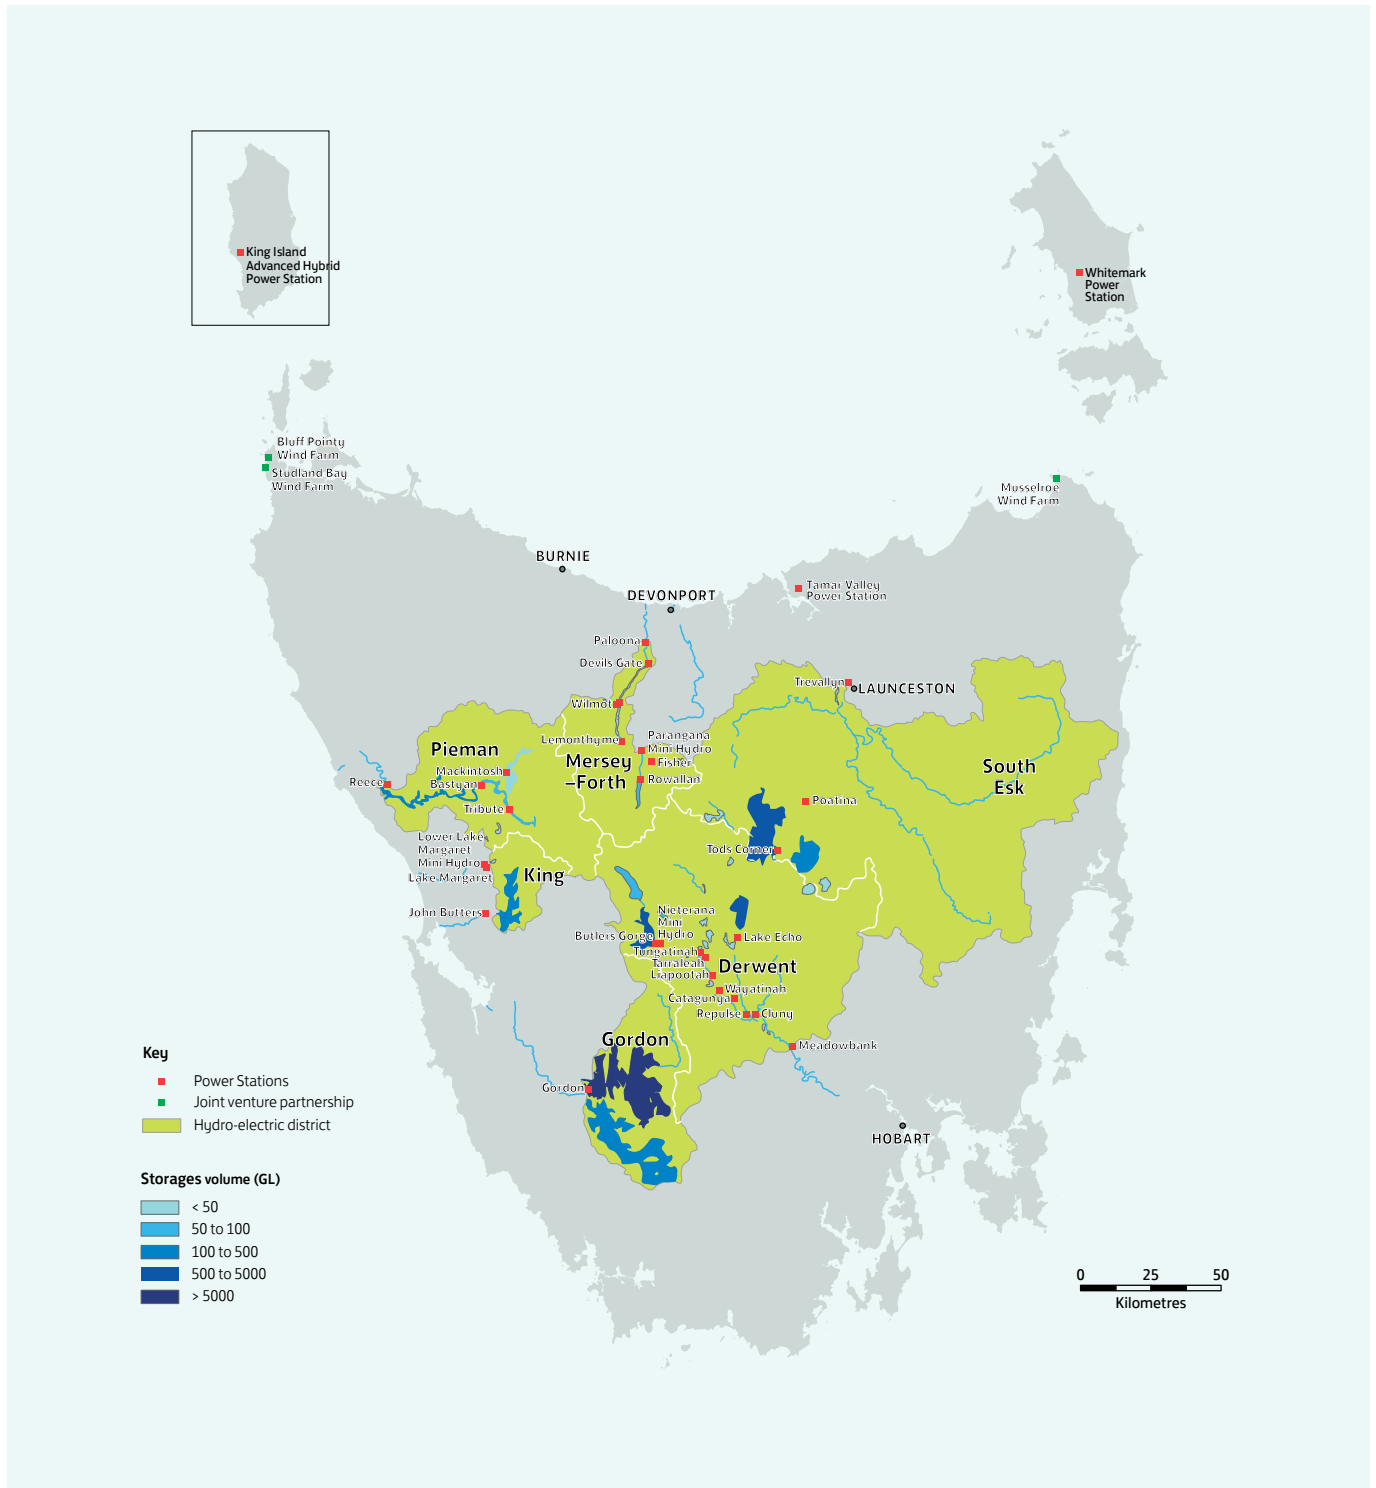 King Island
Advanced Hybrid
Power Station
Whitemark
Power
Station
Bluff Pointy
Wind Farm
Studland Bay
Wind Farm
Musselroe
Wind Farm
BURNIE
DEVONPORT
Tamar Valley
Power Station
Paloona
Devils Gate
Trevallyn
LAUNCESTON
Wilmot
Lemonthyme
Parangana
Mini Hydro
Fisher
Rowallan
Mersey
–Forth
Pieman
Mackintosh
Bastyan
Reece
Tribute
South
Esk
Poatina
Tods Corner
Lower Lake
Margaret
Mini Hydro
Lake Margaret
King
John Butters
Nieterana
Mini
Hydro
Butlers Gorge
Lake Echo
Tungatinah
Tarraleah
Liapootah
Derwent
Wayatinah
Catagunya
Repulse
Cluny
Gordon
Meadowbank
Gordon
HOBART
Key
Power Stations
Joint venture partnership
Hydro-electric district
Storages volume (GL)
< 50
50 to 100
100 to 500
500 to 5000
> 5000
0 25 50
Kilometres